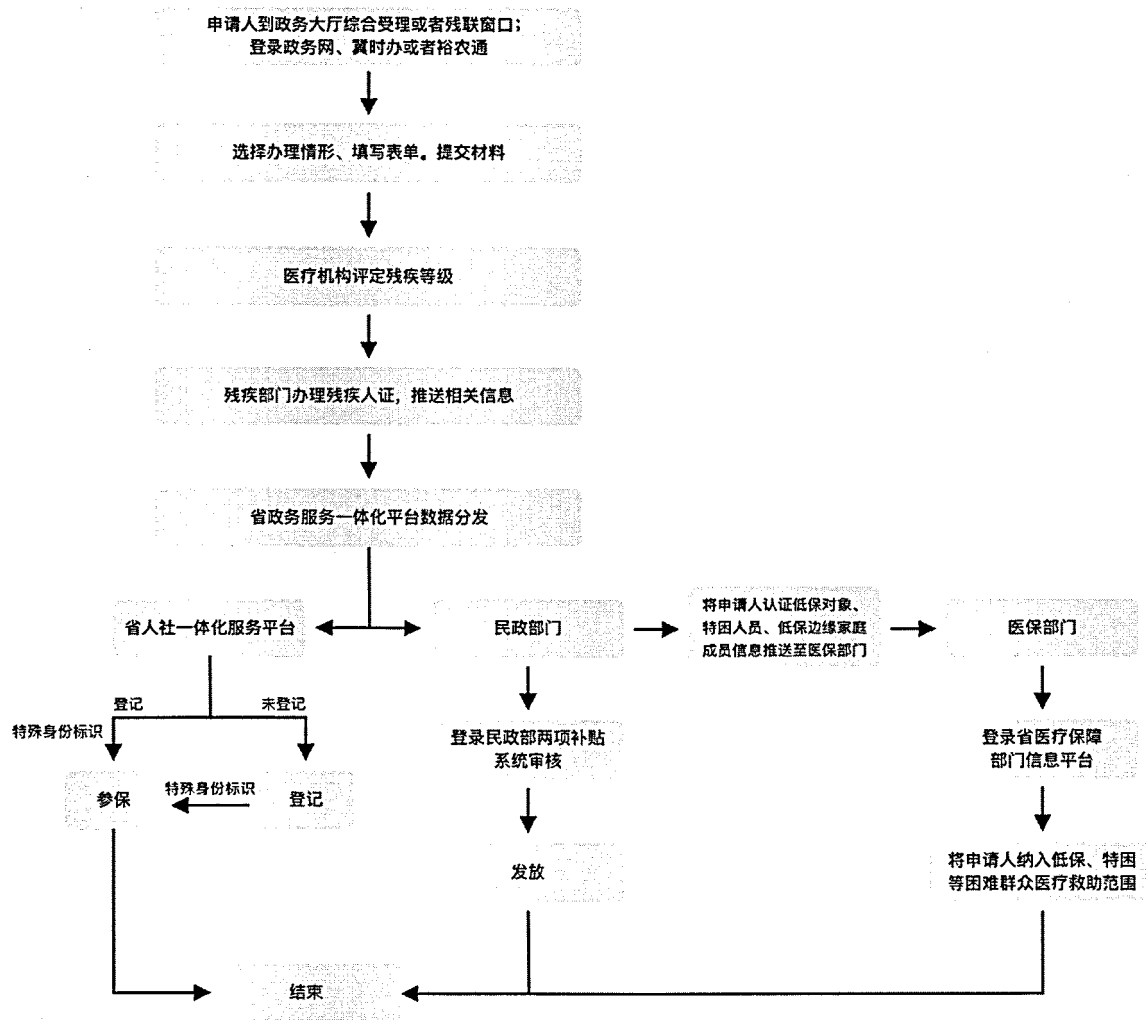 申请人到政务大厅综合受理或者残联窗口；
登录政务网、冀时办或者裕农通
选择办理情形、填写表单。提交材料
医疗机构评定残疾等级
残疾部门办理残疾人证，推送相关信息
省政务服务一体化平台数据分发
省人社一体化服务平台
民政部门
将申请人认证低保对象、
特困人员、低保边缘家庭
成员信息推送至医保部门
医保部门
登记
未登记
特殊身份标识
登录民政部两项补贴
系统审核
登录省医疗保障
部门信息平台
参保
特殊身份标识
登记
发放
将申请人纳入低保、特困
等困难群众医疗救助范围
结束